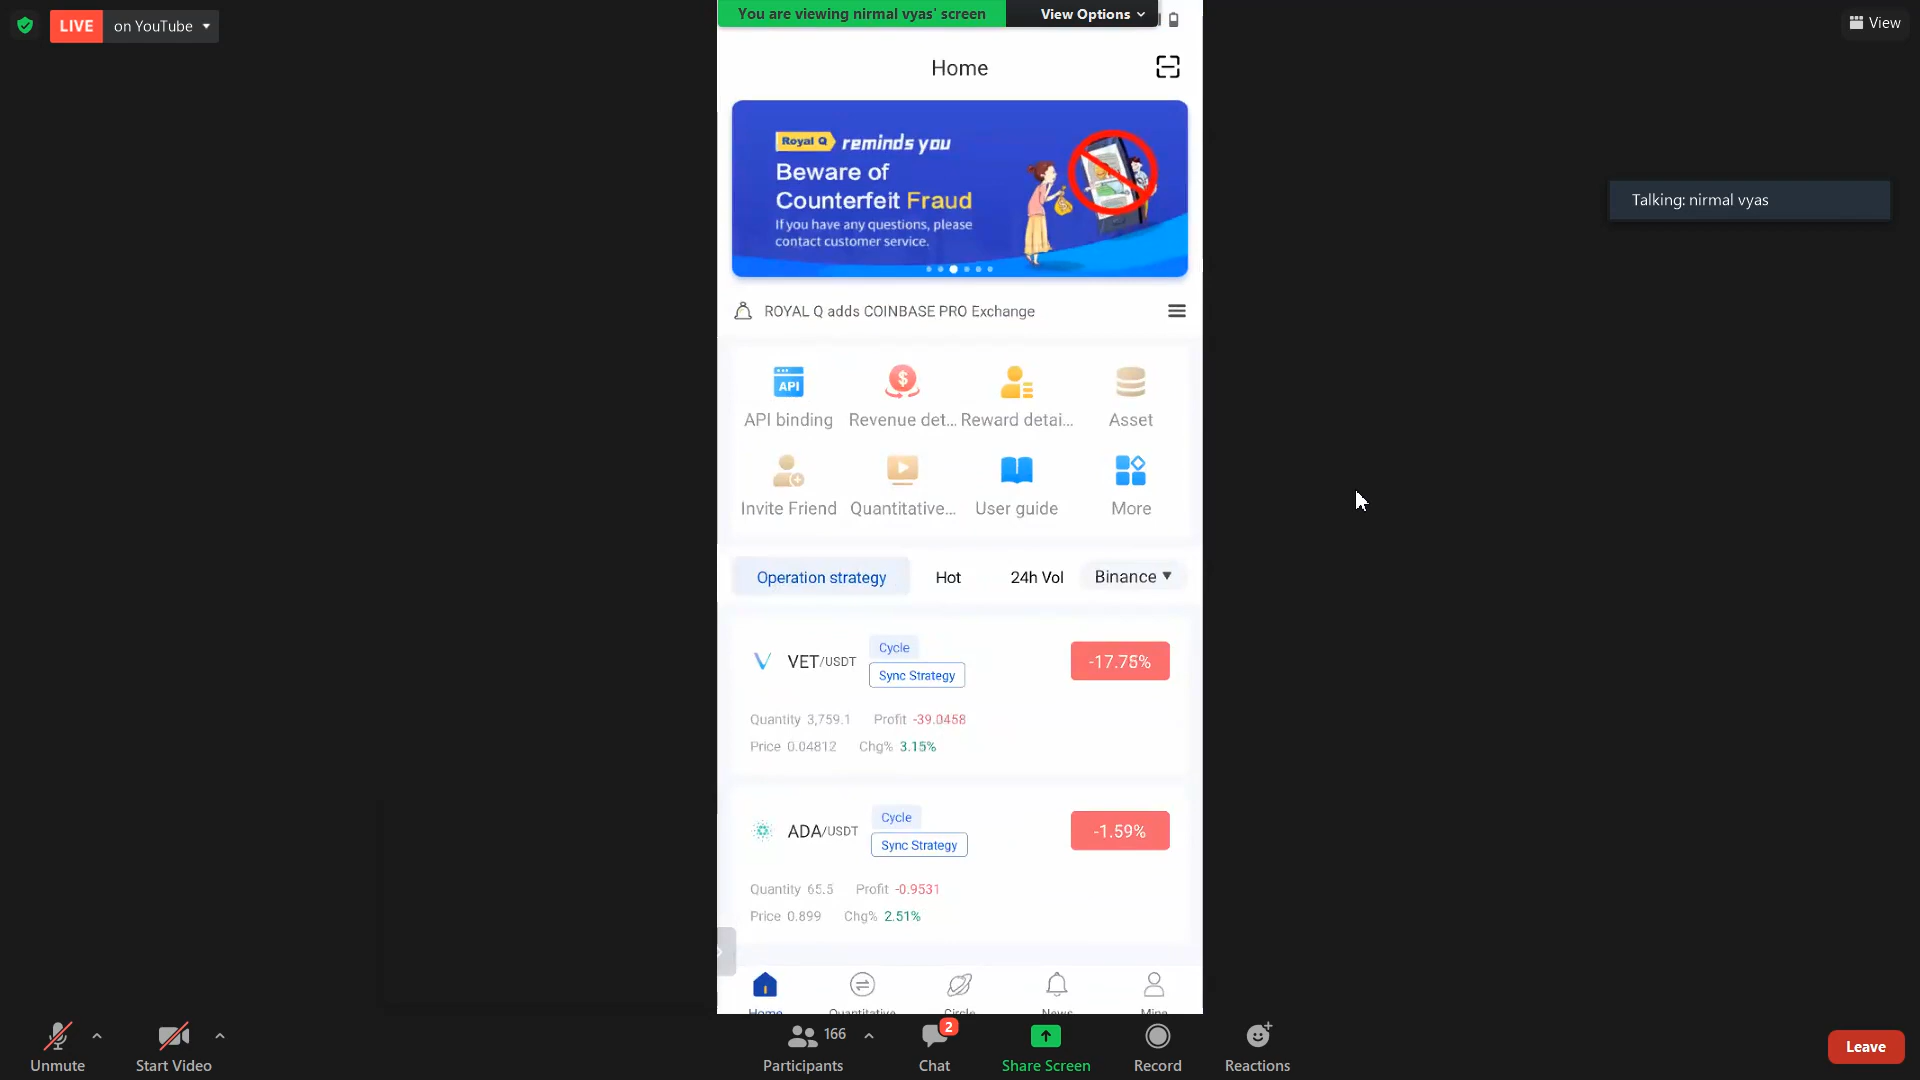 LIVE on YouTube
You are viewing nirmal vyas' screen
View Options
View
Home
Talking: nirmal vyas
Royal Q reminds you
Beware of
Counterfeit Fraud
If you have any questions, please
contact customer service.
ROYAL Q adds COINBASE PRO Exchange
API
API binding
Revenue det...
Reward detai...
Asset
Invite Friend
Quantitative...
User guide
More
Operation strategy
Hot
24h Vol
Binance
VET/USDT
Cycle
Sync Strategy
-17.75%
Quantity 3,759.1 Profit -39.0458
Price 0.04812 Chg% 3.15%
ADA/USDT
Cycle
Sync Strategy
-1.59%
Quantity 65.5 Profit -0.9531
Price 0.899 Chg% 2.51%
Home
Quantitative
Circle
News
Mine
Unmute
Start Video
166
Participants
2
Chat
Share Screen
Record
Reactions
Leave